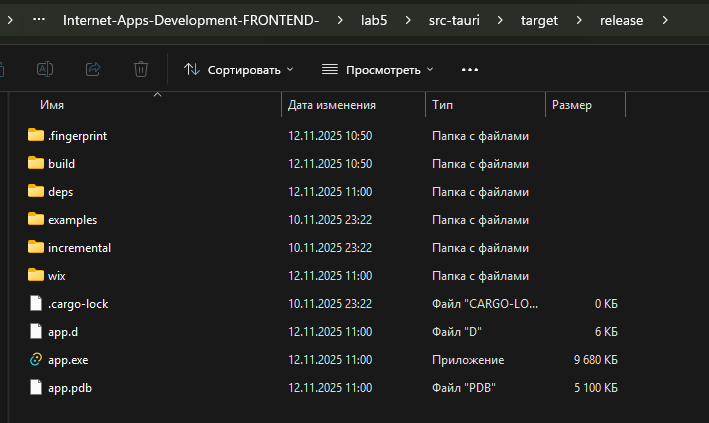 Internet-Apps-Development-FRONTEND- > lab5 > src-tauri > target > release >
Сортировать Просмотреть
Имя Дата изменения Тип Размер
.fingerprint 12.11.2025 10:50 Папка с файлами
build 12.11.2025 10:50 Папка с файлами
deps 12.11.2025 11:00 Папка с файлами
examples 10.11.2025 23:22 Папка с файлами
incremental 10.11.2025 23:22 Папка с файлами
wix 12.11.2025 11:00 Папка с файлами
.cargo-lock 10.11.2025 23:22 Файл "CARGO-LO... 0 КБ
app.d 12.11.2025 11:00 Файл "D" 6 КБ
app.exe 12.11.2025 11:00 Приложение 9 680 КБ
app.pdb 12.11.2025 11:00 Файл "PDB" 5 100 КБ